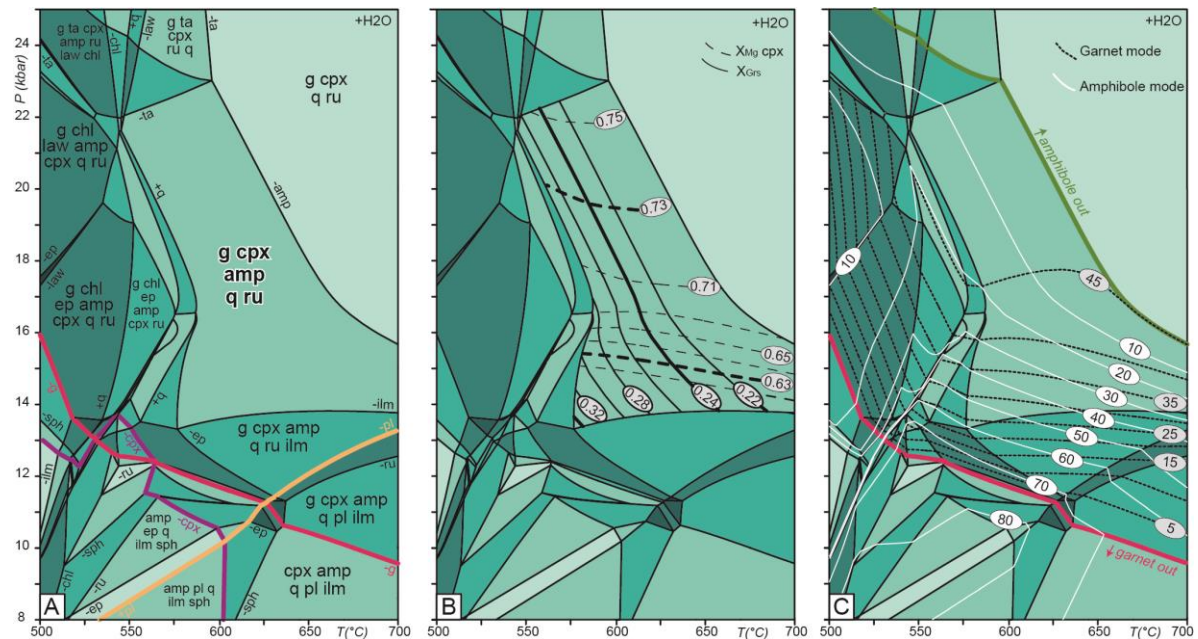 +H2O
g ta cpx
amp ru
law chl
-chl
+q
-law
g ta
cpx
ru q
-ta
g cpx
q ru
-ta
-ta
g chl
law amp
cpx q ru
+q
-amp
-ep
-law
g cpx
amp
q ru
g chl
ep amp
cpx q ru
g chl
ep
amp
cpx ru
-g
+q
+q
-sph
-cpx
-ep
-ilm
g cpx amp
q ru ilm
-pl
-ilm
-ru
-ru
g cpx amp
q pl ilm
-cpx
amp
ep q
ilm sph
-ep
-g
-sph
-chl
-ru
-ep
amp pl q
ilm sph
-sph
cpx amp
q pl ilm
P (kbar)
24
22
20
18
16
14
12
10
8
A
500
550
600
650
T(°C)
700
+H2O
XMg cpx
XGrs
0.75
0.73
0.71
0.65
0.63
0.32
0.28
0.24
0.22
B
500
550
600
650
T(°C)
700
+H2O
Garnet mode
Amphibole mode
amphibole out
10
45
10
20
30
35
40
25
50
15
60
70
5
80
garnet out
C
500
550
600
650
T(°C)
700